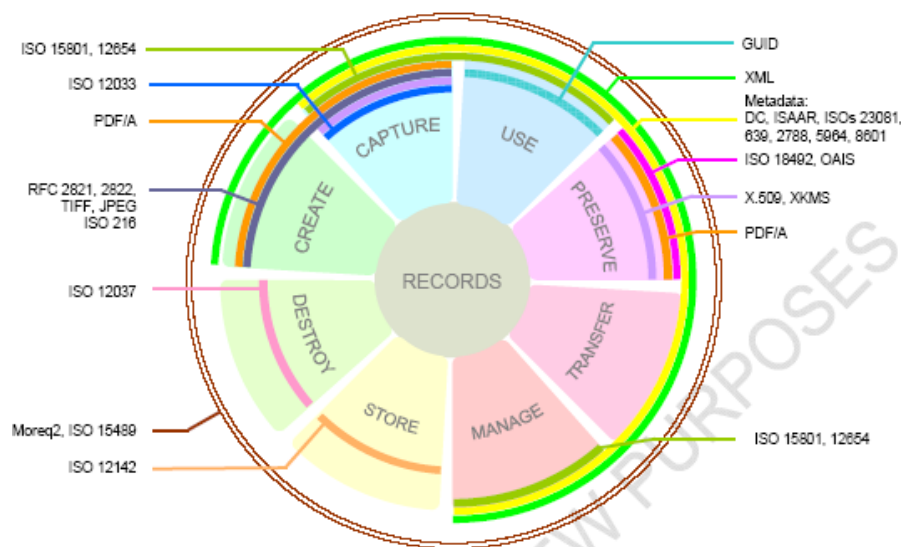 ISO 15801, 12654
ISO 12033
PDF/A
RFC 2821, 2822,
TIFF, JPEG
ISO 216
ISO 12037
Moreq2, ISO 15489
ISO 12142
GUID
XML
Metadata:
DC, ISAAR, ISOs 23081,
639, 2788, 5964, 8601
ISO 18492, OAIS
X.509, XKMS
PDF/A
ISO 15801, 12654
CAPTURE
USE
PRESERVE
TRANSFER
MANAGE
STORE
DESTROY
CREATE
RECORDS
PURPOSES